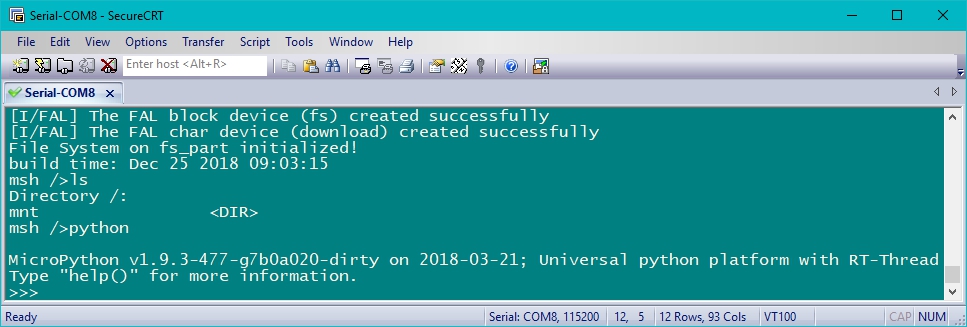 Serial-COM8 - SecureCRT
File Edit View Options Transfer Script Tools Window Help
Enter host <Alt+R>
Serial-COM8
[I/FAL] The FAL block device (fs) created successfully
[I/FAL] The FAL char device (download) created successfully
File System on fs_part initialized!
build time: Dec 25 2018 09:03:15
msh />ls
Directory /:
mnt                 <DIR>
msh />python
MicroPython v1.9.3-477-g7b0a020-dirty on 2018-03-21; Universal python platform with RT-Thread
Type "help()" for more information.
>>>
Ready Serial: COM8, 115200 12, 5 12 Rows, 93 Cols VT100 CAP NUM